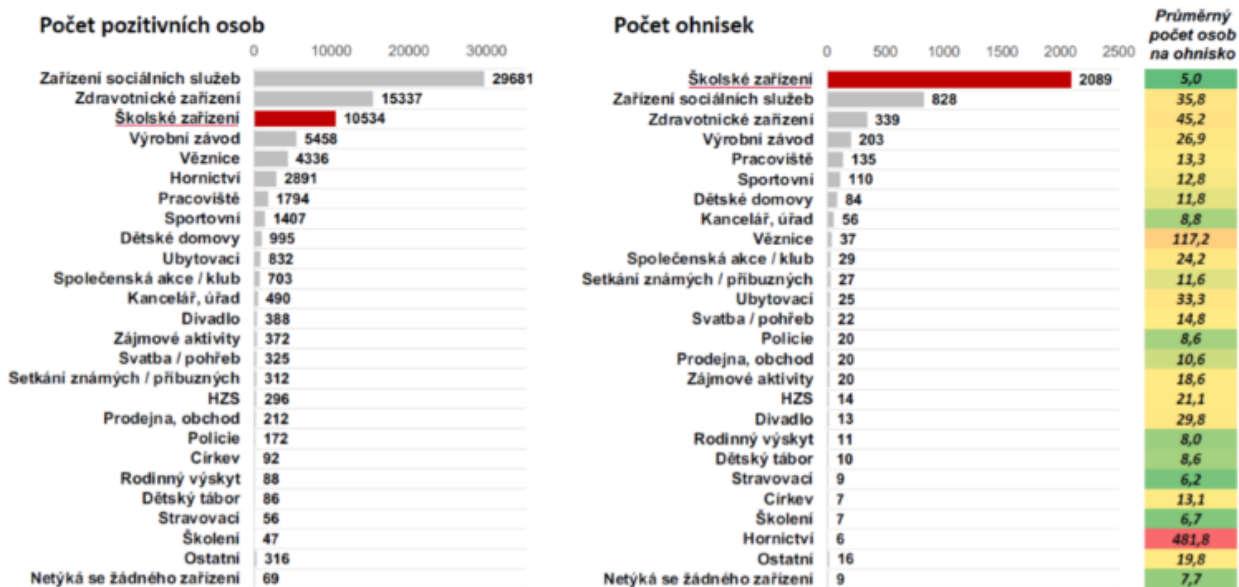 Počet pozitivních osob
0 10000 20000 30000
Zařízení sociálních služeb 29681
Zdravotnické zařízení 15337
Školské zařízení 10534
Výrobní závod 5458
Věznice 4336
Hornictví 2891
Pracoviště 1794
Sportovní 1407
Dětské domovy 995
Ubytovací 832
Společenská akce / klub 703
Kancelář, úřad 490
Divadlo 388
Zájmové aktivity 372
Svatba / pohřeb 325
Setkání známých / příbuzných 312
HZS 296
Prodejna, obchod 212
Policie 172
Církev 92
Rodinný výskyt 88
Dětský tábor 86
Stravovací 56
Školení 47
Ostatní 316
Netýká se žádného zařízení 69
Počet ohnisek
Průměrný
počet osob
na ohnisko
0 500 1000 1500 2000 2500
Školské zařízení 2089 5,0
Zařízení sociálních služeb 828 35,8
Zdravotnické zařízení 339 45,2
Výrobní závod 203 26,9
Pracoviště 135 13,3
Sportovní 110 12,8
Dětské domovy 84 11,8
Kancelář, úřad 56 8,8
Věznice 37 117,2
Společenská akce / klub 29 24,2
Setkání známých / příbuzných 27 11,6
Ubytovací 25 33,3
Svatba / pohřeb 22 14,8
Policie 20 8,6
Prodejna, obchod 20 10,6
Zájmové aktivity 20 18,6
HZS 14 21,1
Divadlo 13 29,8
Rodinný výskyt 11 8,0
Dětský tábor 10 8,6
Stravovací 9 6,2
Církev 7 13,1
Školení 7 6,7
Hornictví 6 481,8
Ostatní 16 19,8
Netýká se žádného zařízení 9 7,7